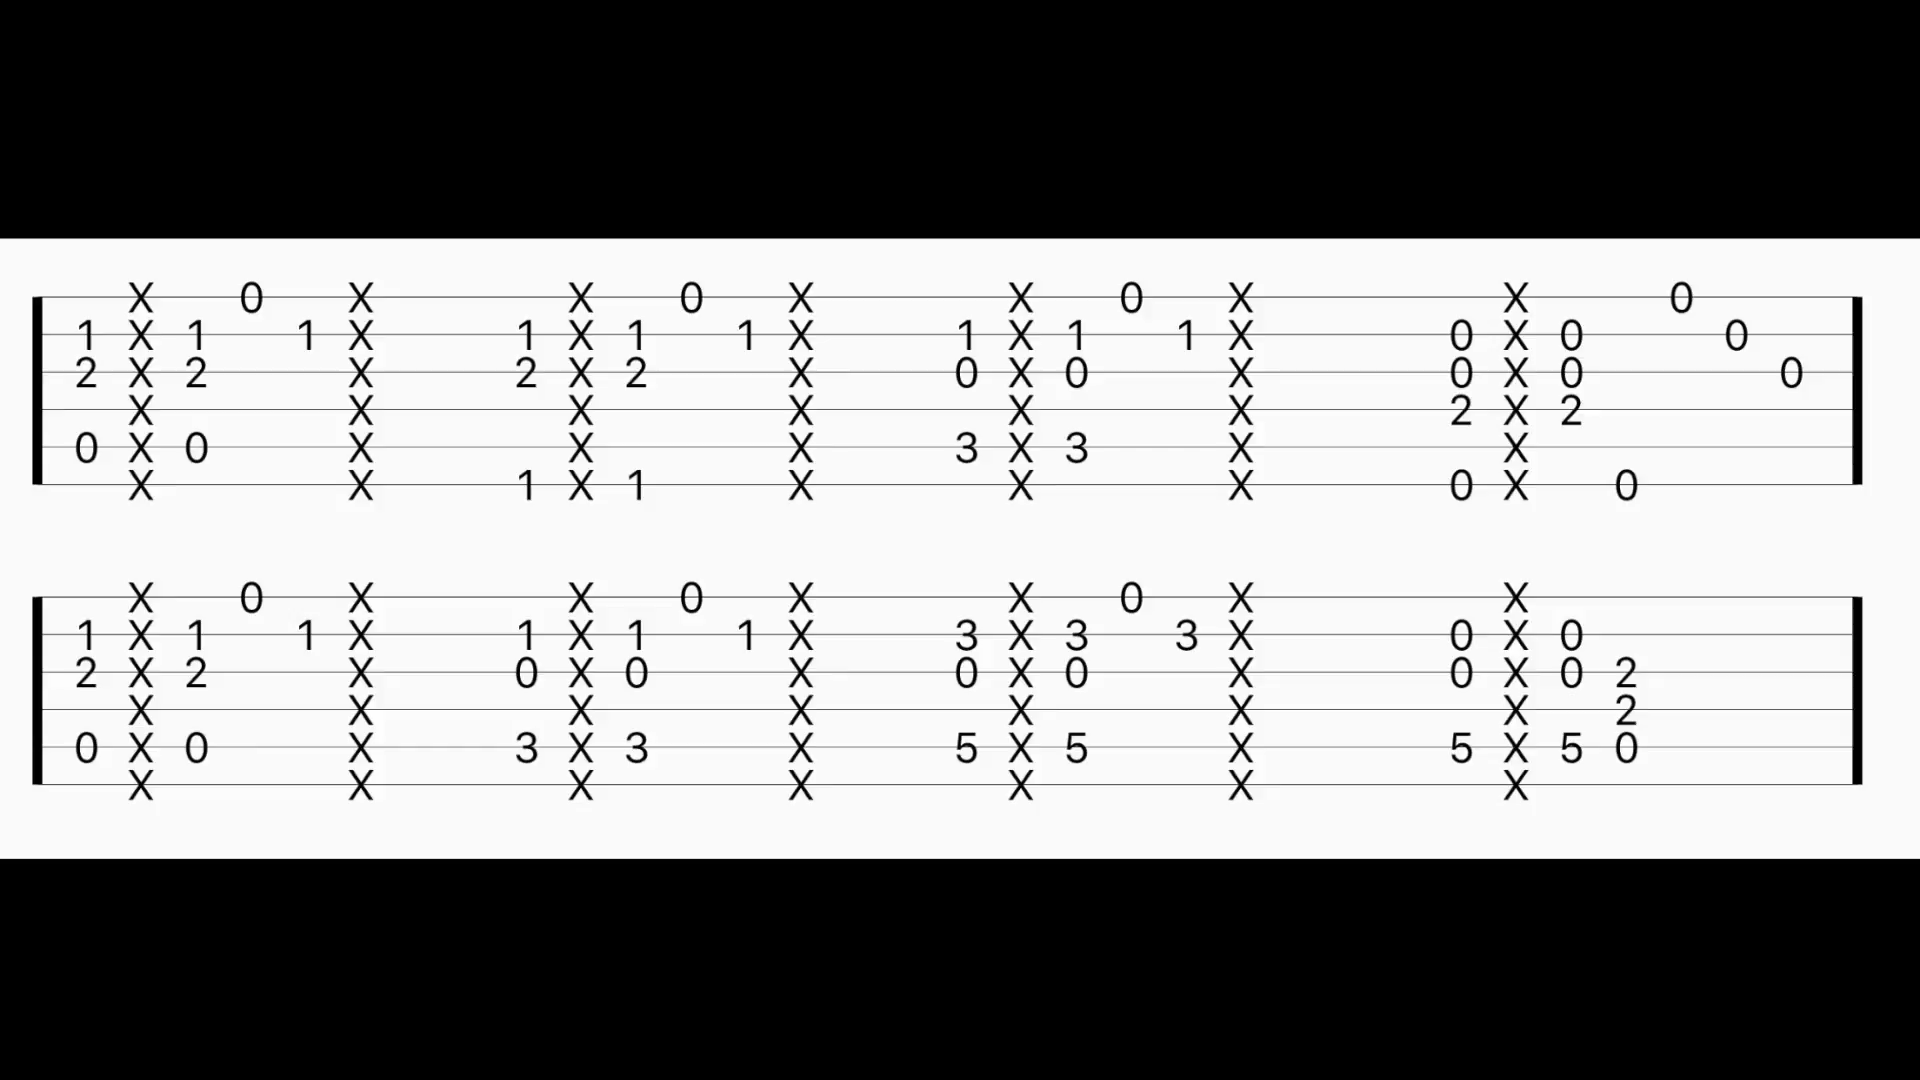 X 0 X X 0 X X 0 X X 0
1 X 1 1 X 1 X 1 1 X 1 X 1 1 X 0 X 0 0
2 X 2 X 2 X 2 X 0 X 0 X 0 X 0 0
X X X X X X 2 X 2
0 X 0 X X X 3 X 3 X X
X X 1 X 1 X X X 0 X 0
X 0 X X 0 X X 0 X X
1 X 1 1 X 1 X 1 1 X 3 X 3 3 X 0 X 0
2 X 2 X 0 X 0 X 0 X 0 X 0 X 0 2
X X X X X X X 2
0 X 0 X 3 X 3 X 5 X 5 X 5 X 5 0
X X X X X X X